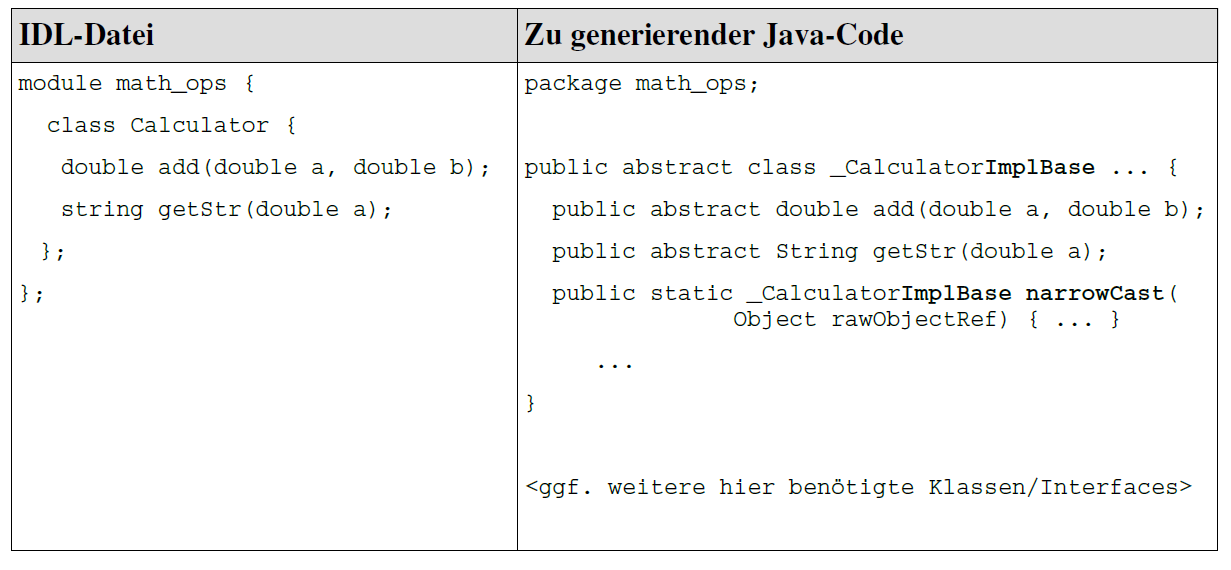 IDL-Datei
module math_ops {
class Calculator {
double add(double a, double b);
string getStr(double a);
};
};
Zu generierender Java-Code
package math_ops;
public abstract class _CalculatorImplBase ... {
public abstract double add(double a, double b);
public abstract String getStr(double a);
public static _CalculatorImplBase narrowCast(
Object rawObjectRef) { ... }
...
}
<ggf. weitere hier benötigte Klassen/Interfaces>